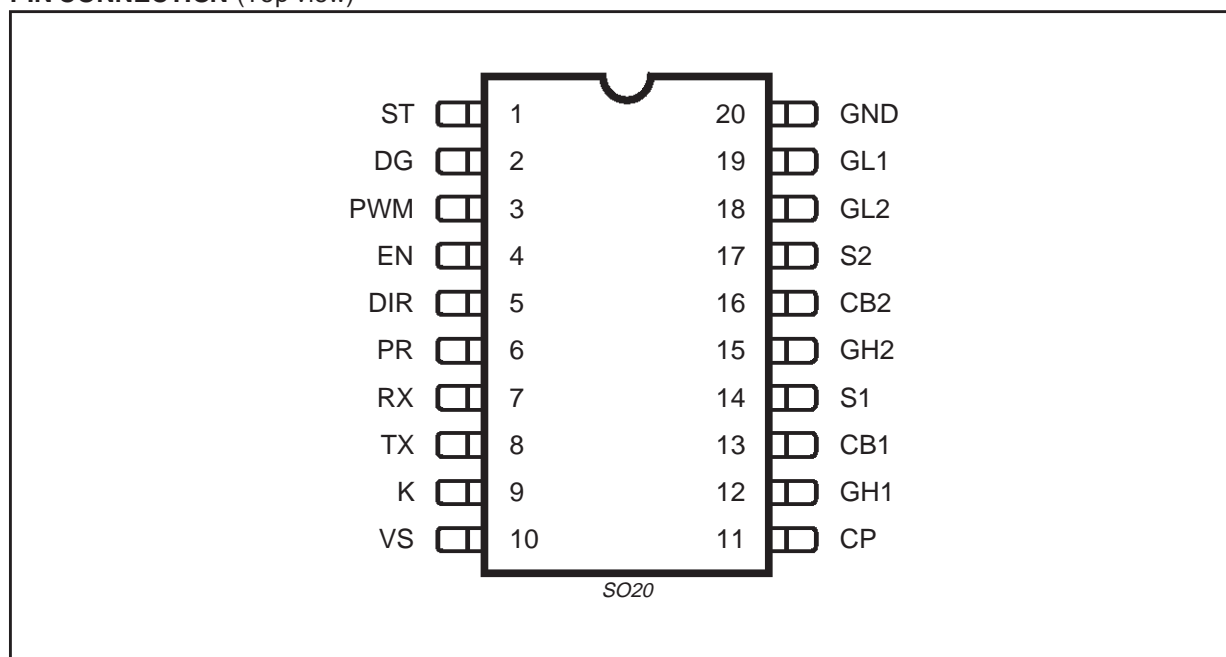 ST 1 20 GND
DG 2 19 GL1
PWM 3 18 GL2
EN 4 17 S2
DIR 5 16 CB2
PR 6 15 GH2
RX 7 14 S1
TX 8 13 CB1
K 9 12 GH1
VS 10 11 CP
SO20